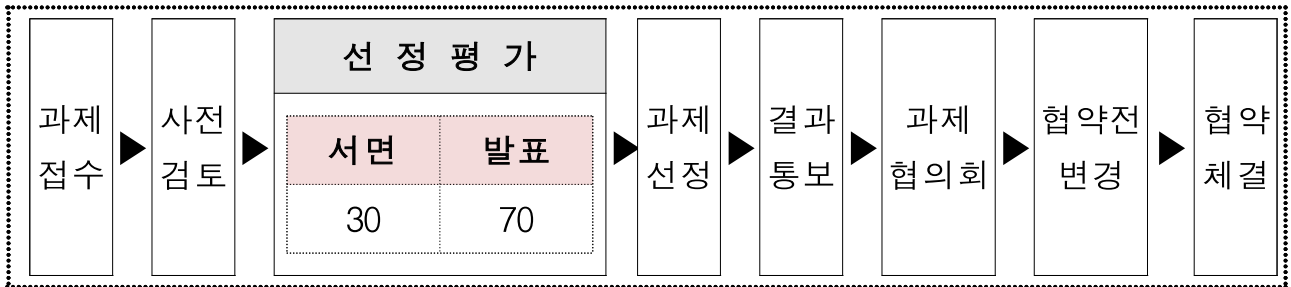 과제
접수
사전
검토
선 정 평 가
서면 발표
30 70
과제
선정
결과
통보
과제
협의회
협약전
변경
협약
체결